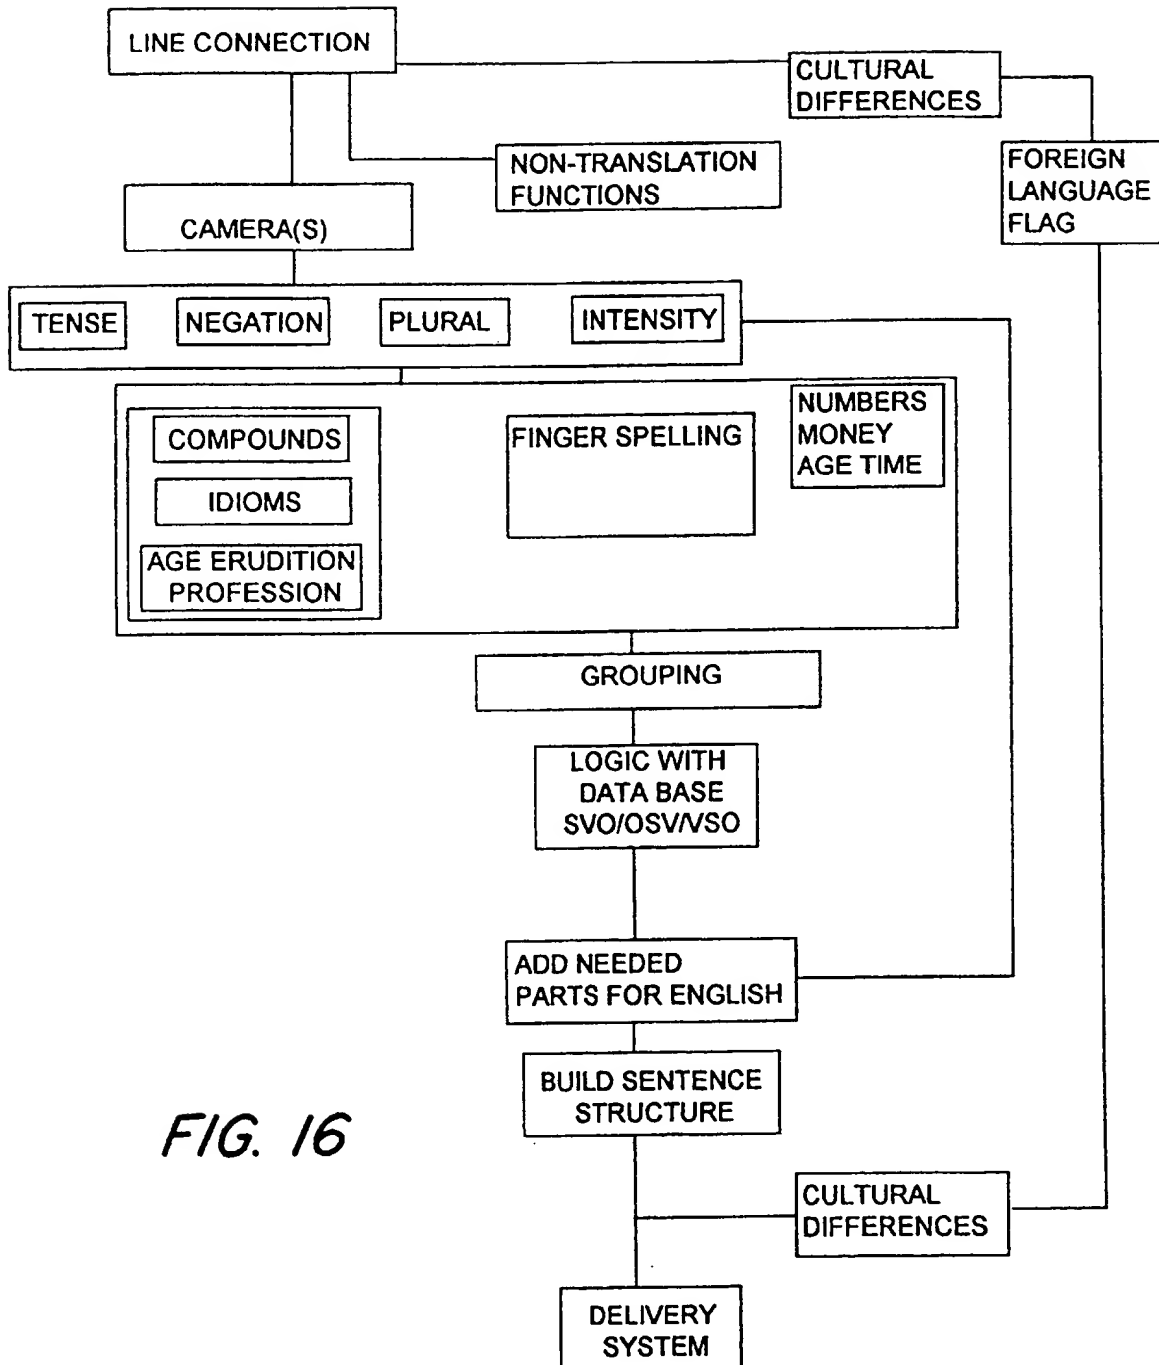 LINE CONNECTION
CULTURAL
DIFFERENCES
NON-TRANSLATION
FUNCTIONS
FOREIGN
LANGUAGE
FLAG
CAMERA(S)
TENSE
NEGATION
PLURAL
INTENSITY
COMPOUNDS
IDIOMS
AGE ERUDITION
PROFESSION
FINGER SPELLING
NUMBERS
MONEY
AGE TIME
GROUPING
LOGIC WITH
DATA BASE
SVO/OSV/VSO
ADD NEEDED
PARTS FOR ENGLISH
BUILD SENTENCE
STRUCTURE
FIG. 16
CULTURAL
DIFFERENCES
DELIVERY
SYSTEM